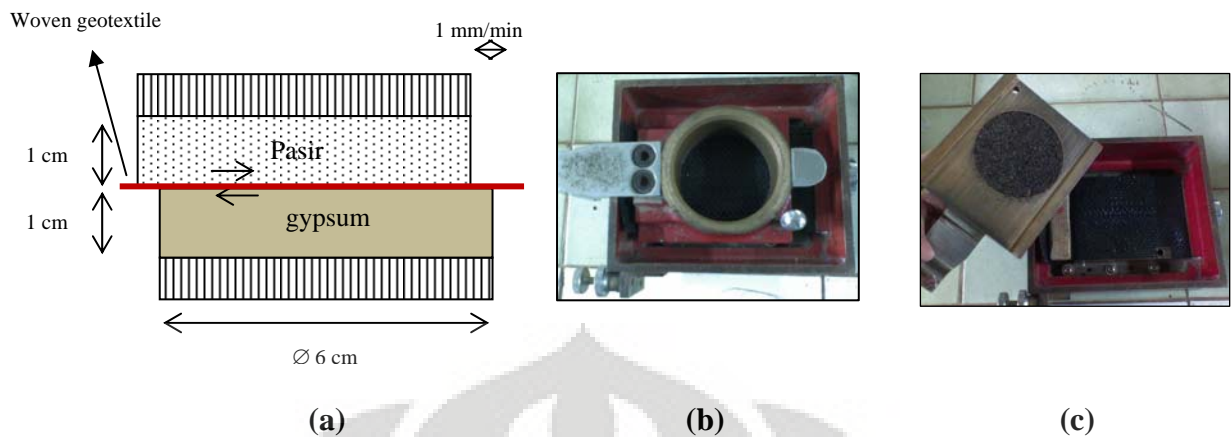 Woven geotextile
1 mm/min
1 cm
Pasir
1 cm
gypsum
∅ 6 cm
(a)
(b)
(c)